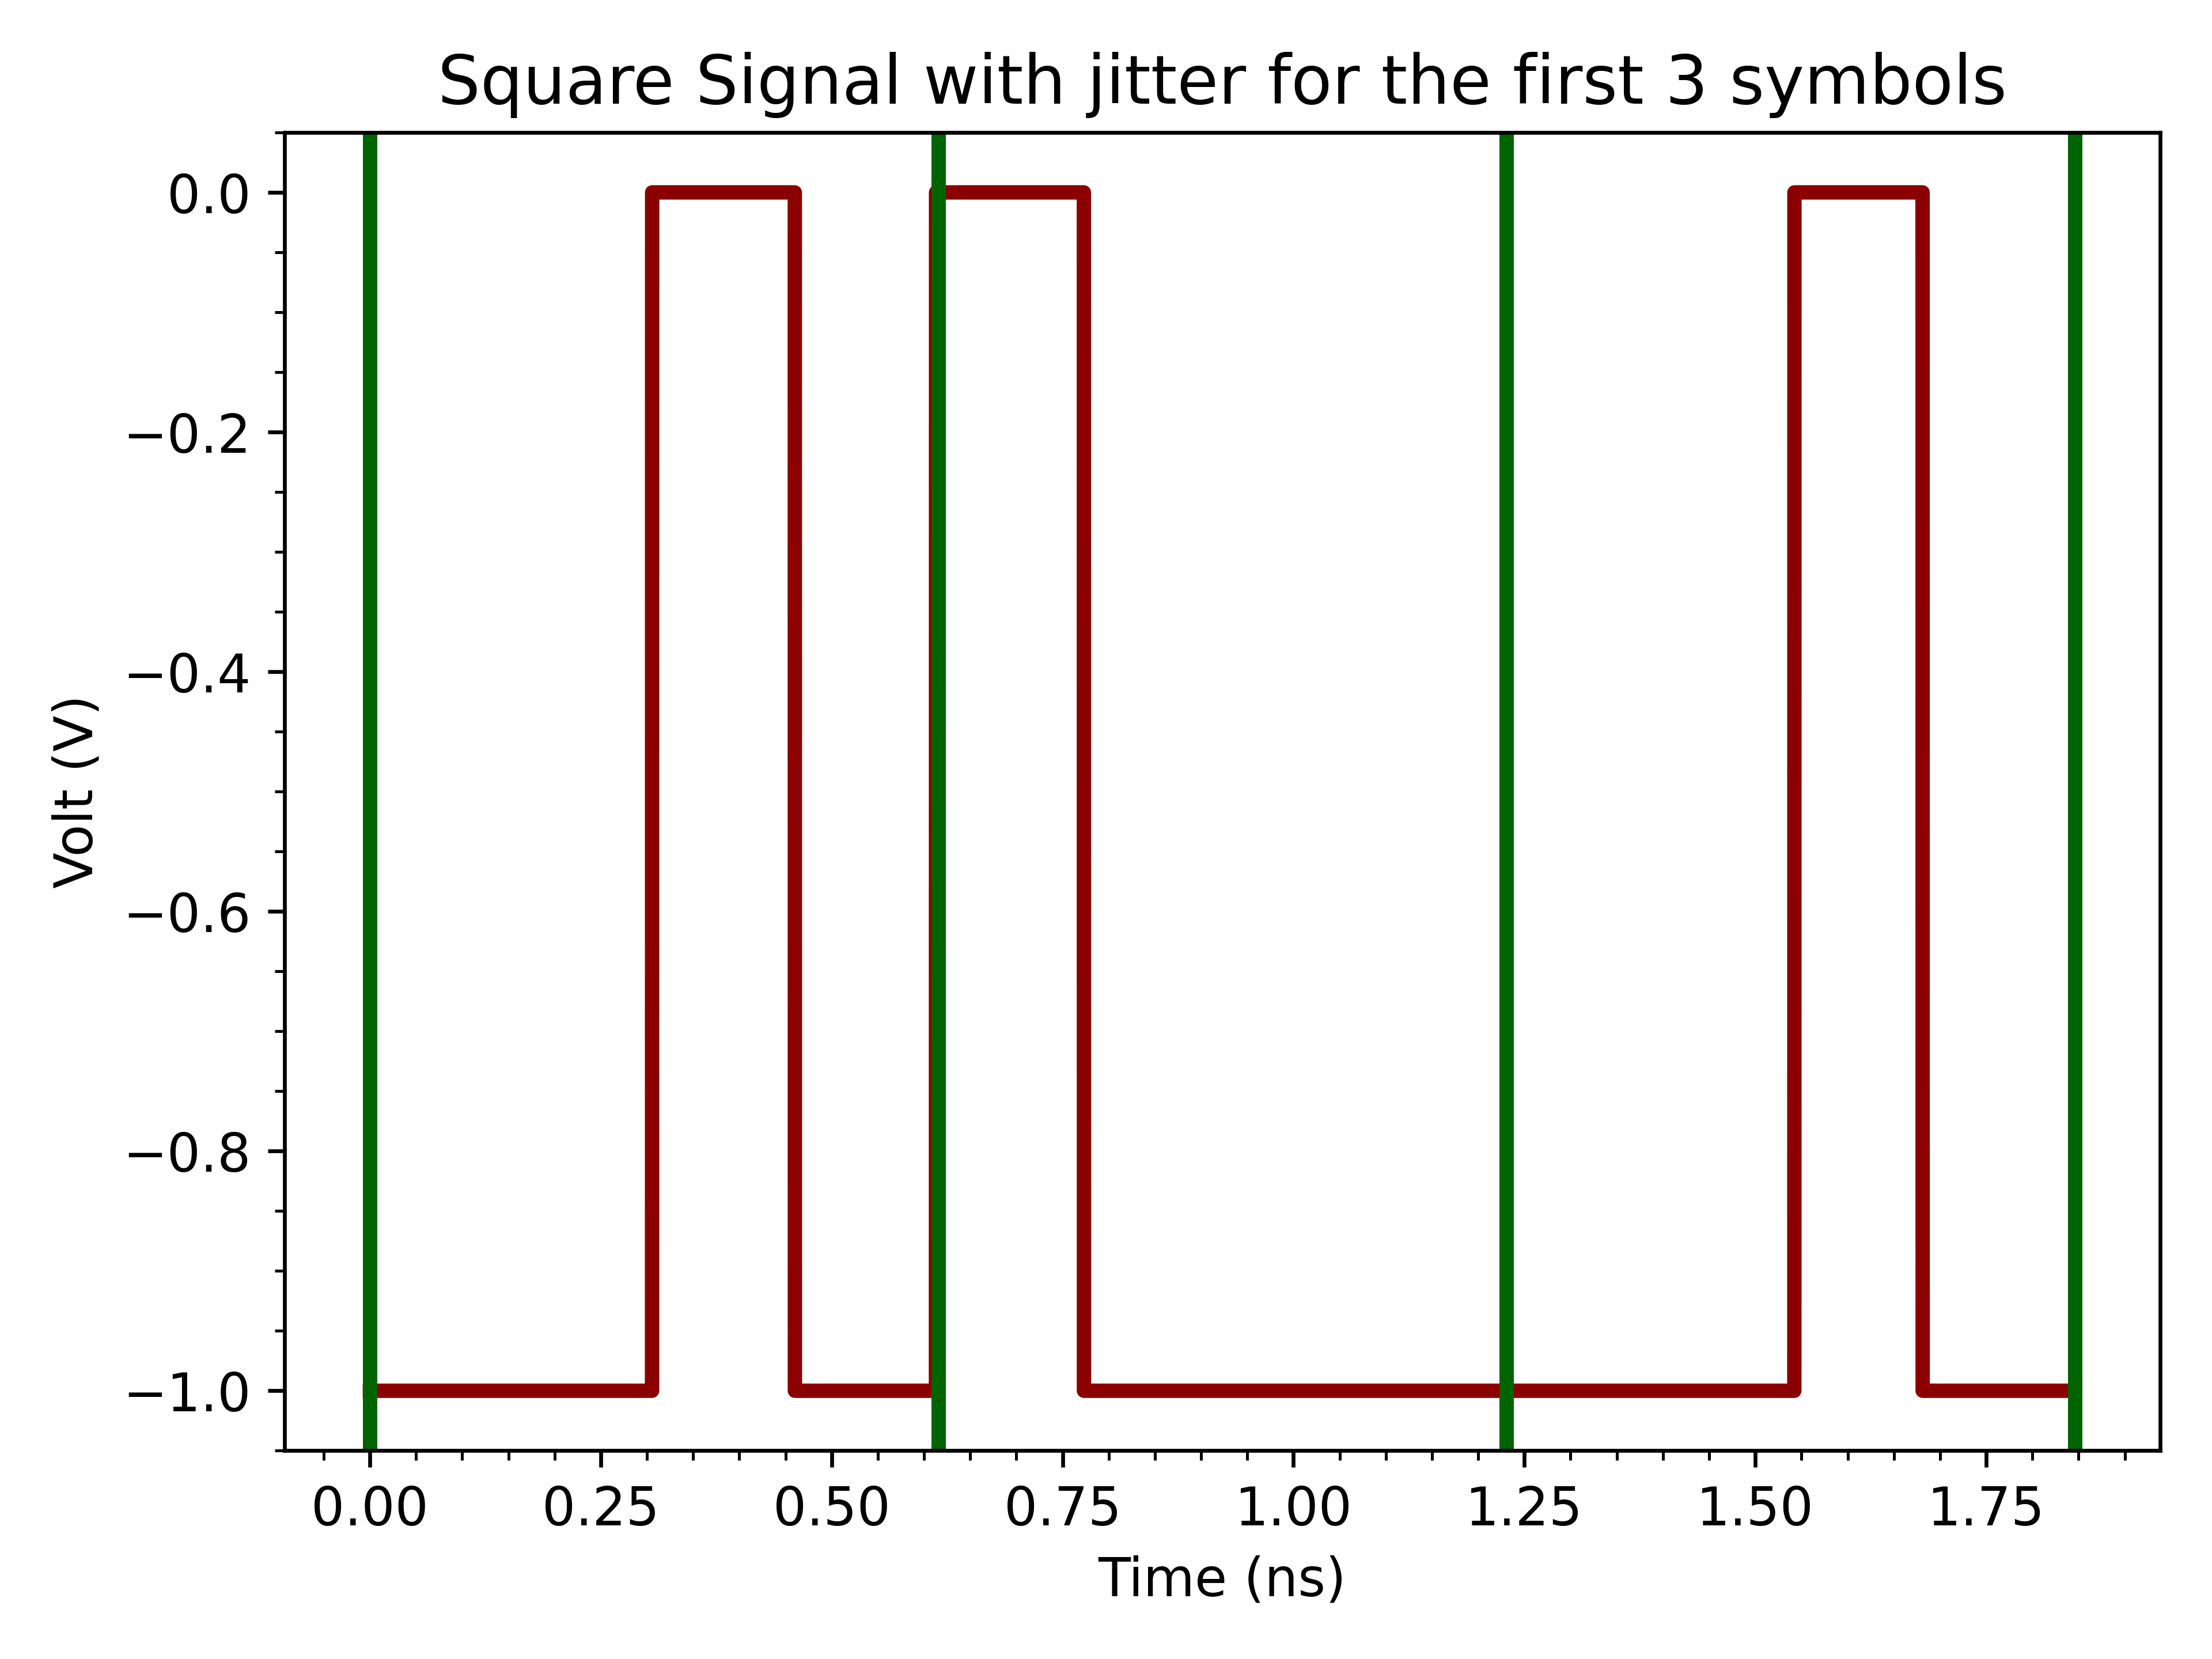 Square Signal with jitter for the first 3 symbols
0.0
−0.2
−0.4
−0.6
−0.8
−1.0
Volt (V)
0.00 0.25 0.50 0.75 1.00 1.25 1.50 1.75
Time (ns)